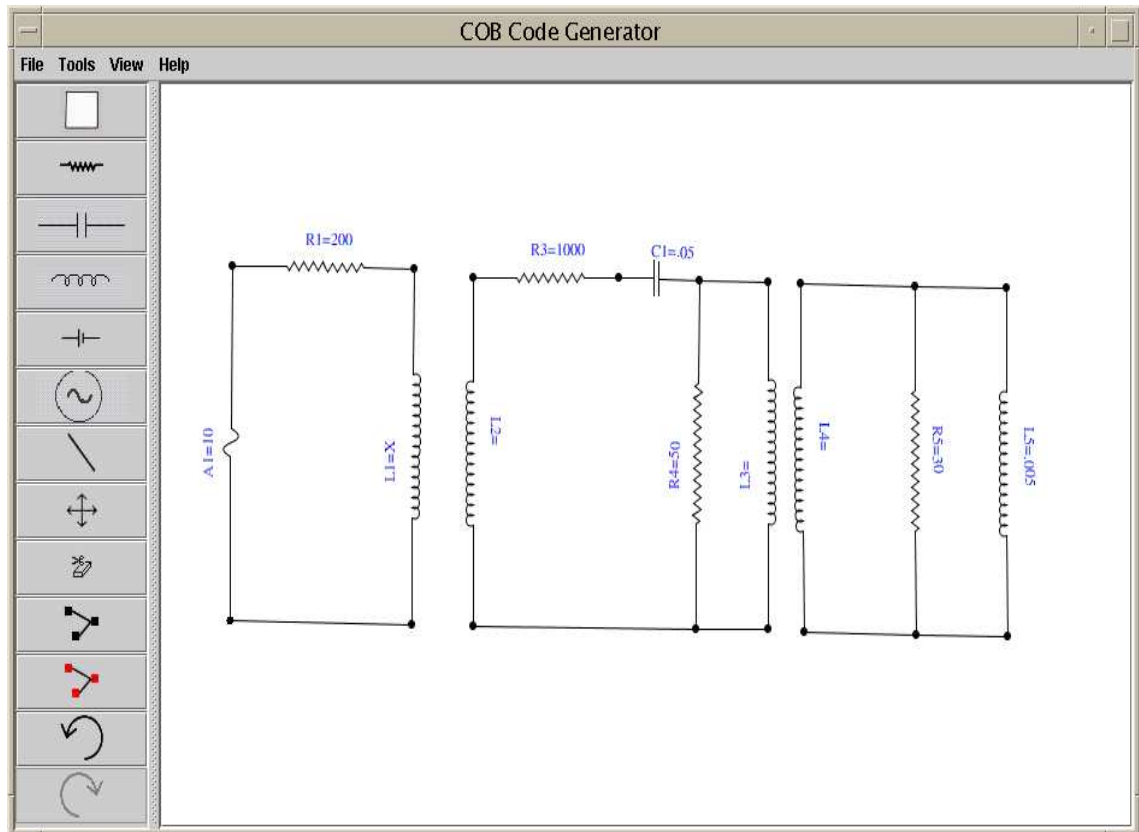 COB Code Generator
File Tools View Help
R1=200
R3=1000
C1=.05
A1=10
L1=X
L2=
R4=50
L3=
L4=
R5=30
L5=.005